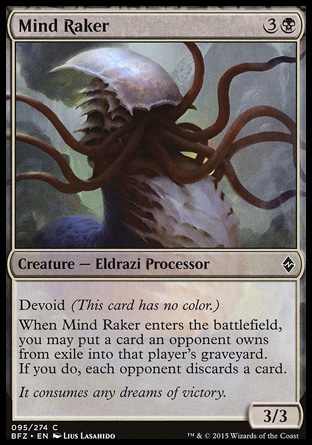 Mind Raker 3
Creature — Eldrazi Processor
Devoid (This card has no color.)
When Mind Raker enters the battlefield,
you may put a card an opponent owns
from exile into that player's graveyard.
If you do, each opponent discards a card.
It consumes any dreams of victory.
3/3
095/274 C
BFZ • EN Lius Lasahido
™ & © 2015 Wizards of the Coast